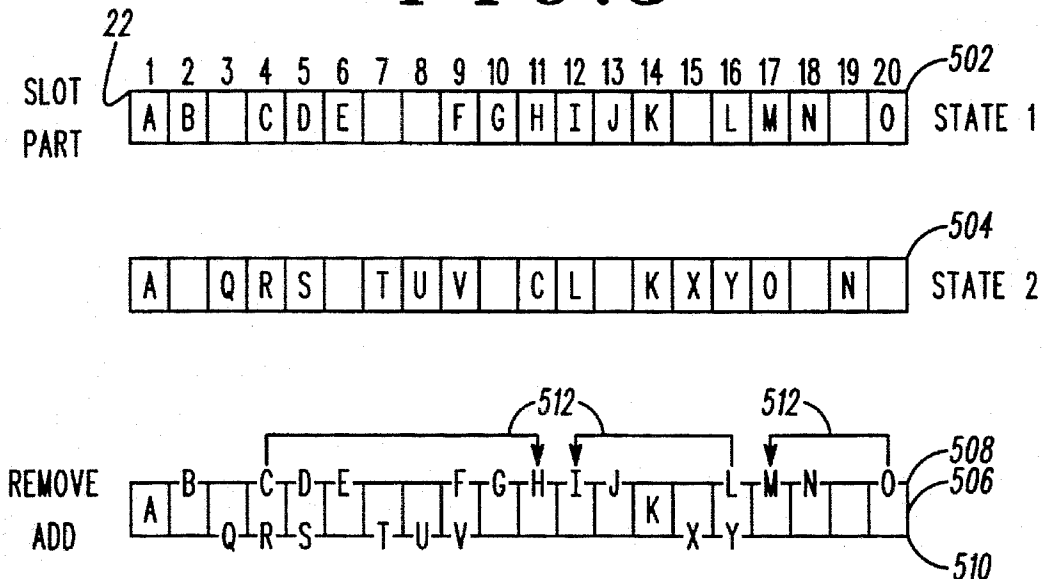 22
1 2 3 4 5 6 7 8 9 10 11 12 13 14 15 16 17 18 19 20
502
SLOT
PART
A B C D E F G H I J K L M N O
STATE 1
504
A Q R S T U V C L K X Y O N
STATE 2
512 512
REMOVE
B C D E F G H I J L M N O
508
506
A K
ADD
Q R S T U V X Y
510